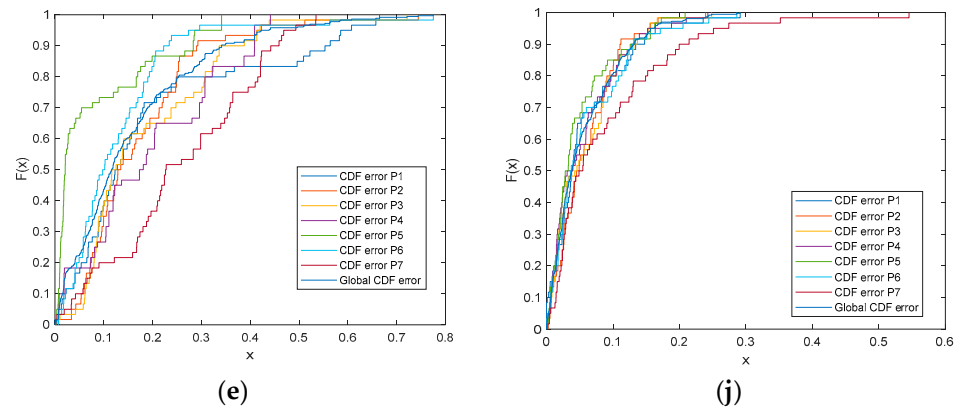 1
0.9
0.8
0.7
0.6
0.5
0.4
0.3
0.2
0.1
0
F(x)
0 0.1 0.2 0.3 0.4 0.5 0.6 0.7 0.8
x
CDF error P1
CDF error P2
CDF error P3
CDF error P4
CDF error P5
CDF error P6
CDF error P7
Global CDF error
(e)
1
0.9
0.8
0.7
0.6
0.5
0.4
0.3
0.2
0.1
0
F(x)
0 0.1 0.2 0.3 0.4 0.5 0.6
x
CDF error P1
CDF error P2
CDF error P3
CDF error P4
CDF error P5
CDF error P6
CDF error P7
Global CDF error
(j)